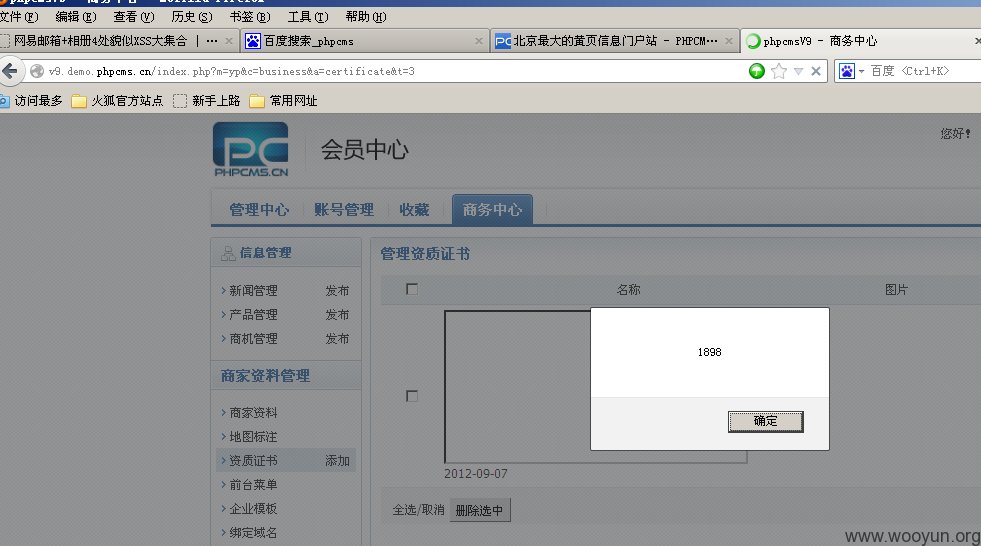 文件(F) 编辑(E) 查看(V) 历史(S) 书签(B) 工具(T) 帮助(H)
网易邮箱+相册4处貌似XSS大集合 | ··· × 百度搜索_phpcms × PC 北京最大的黄页信息门户站 - PHPCM··· × phpcmsV9 - 商务中心
v9.demo.phpcms.cn/index.php?m=yp&c=business&a=certificate&t=3 百度 <Ctrl+K>
访问最多 火狐官方站点 新手上路 常用网址
PC
PHPCMS.CN
会员中心
您好!
管理中心 账号管理 收藏 商务中心
信息管理
新闻管理 发布
产品管理 发布
商机管理 发布
商家资料管理
商家资料
地图标注
资质证书 添加
前台菜单
企业模板
绑定域名
管理资质证书
名称 图片
1898
确定
2012-09-07
全选/取消 删除选中
www.wooyun.org